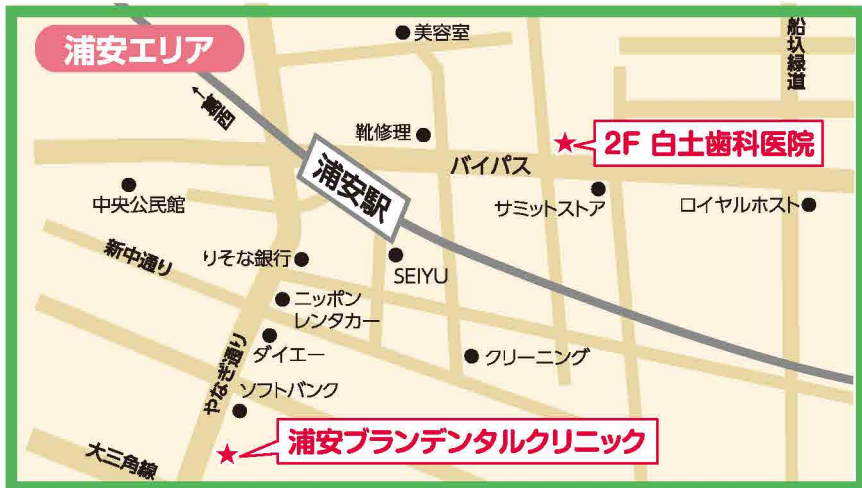 浦安エリア
美容室
船圦緑道
←葛西
靴修理
2F 白土歯科医院
バイパス
浦安駅
中央公民館
サミットストア
ロイヤルホスト
新中通り
りそな銀行
SEIYU
ニッポン
レンタカー
やなぎ通り
ダイエー
クリーニング
ソフトバンク
浦安ブランデンタルクリニック
大三角線